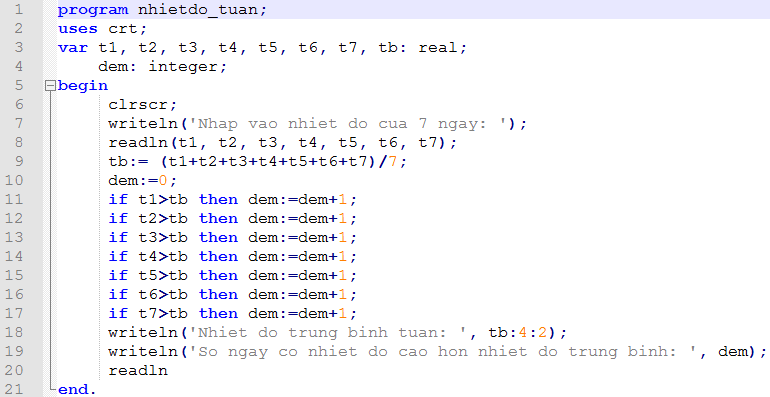 1 program nhietdo_tuan;
2 uses crt;
3 var t1, t2, t3, t4, t5, t6, t7, tb: real;
4 dem: integer;
5 begin
6 clrscr;
7 writeln('Nhap vao nhiet do cua 7 ngay: ');
8 readln(t1, t2, t3, t4, t5, t6, t7);
9 tb:= (t1+t2+t3+t4+t5+t6+t7)/7;
10 dem:=0;
11 if t1>tb then dem:=dem+1;
12 if t2>tb then dem:=dem+1;
13 if t3>tb then dem:=dem+1;
14 if t4>tb then dem:=dem+1;
15 if t5>tb then dem:=dem+1;
16 if t6>tb then dem:=dem+1;
17 if t7>tb then dem:=dem+1;
18 writeln('Nhiet do trung binh tuan: ', tb:4:2);
19 writeln('So ngay co nhiet do cao hon nhiet do trung binh: ', dem);
20 readln
21 end.